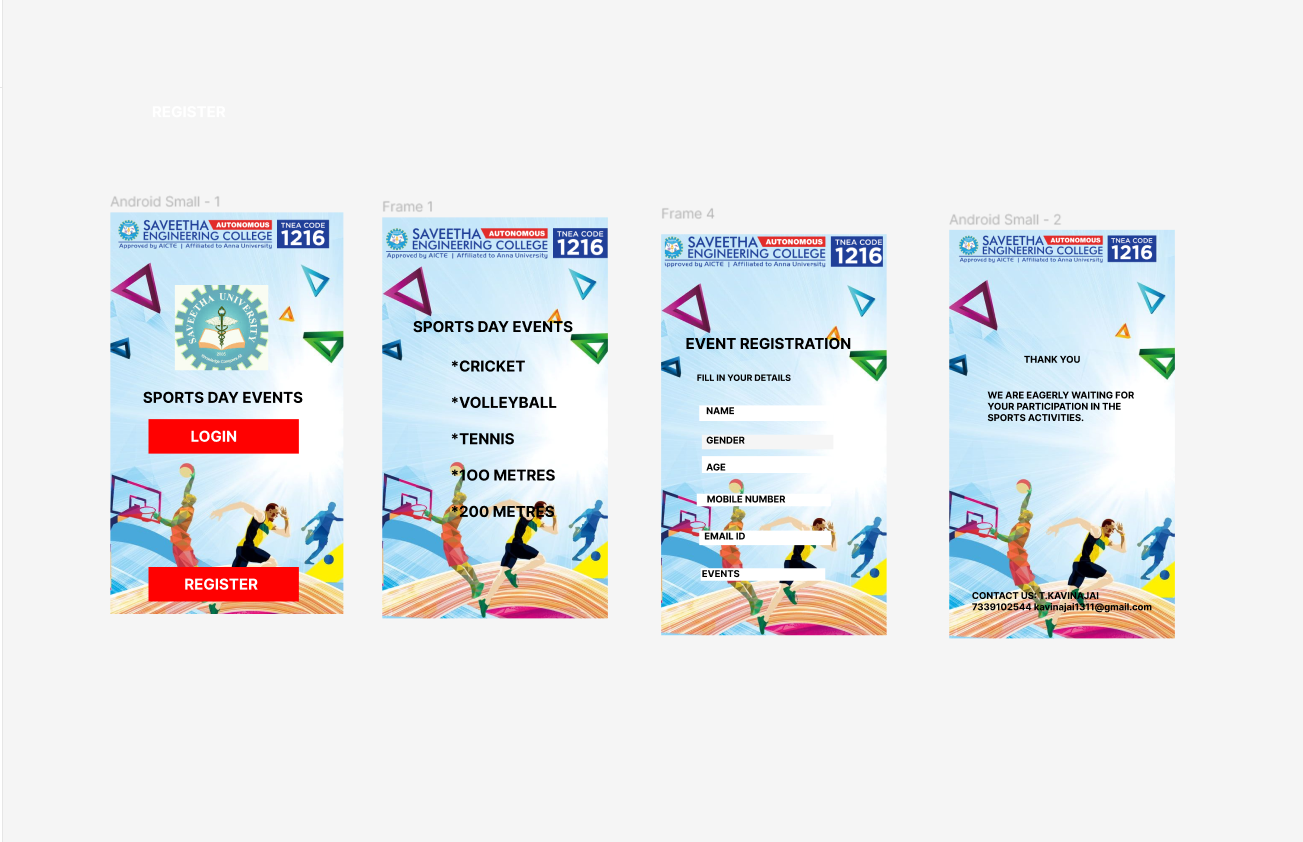 REGISTER
Android Small - 1
SAVEETHA AUTONOMOUS
ENGINEERING COLLEGE
Approved by AICTE | Affiliated to Anna University
TNEA CODE
1216
SAVEETHA UNIVERSITY
SPORTS DAY EVENTS
LOGIN
REGISTER
Frame 1
SAVEETHA AUTONOMOUS
ENGINEERING COLLEGE
Approved by AICTE | Affiliated to Anna University
TNEA CODE
1216
SPORTS DAY EVENTS
*CRICKET
*VOLLEYBALL
*TENNIS
*1OO METRES
*200 METRES
Frame 4
SAVEETHA AUTONOMOUS
ENGINEERING COLLEGE
pproved by AICTE | Affiliated to Anna University
TNEA CODE
1216
EVENT REGISTRATION
FILL IN YOUR DETAILS
NAME
GENDER
AGE
MOBILE NUMBER
EMAIL ID
EVENTS
Android Small - 2
SAVEETHA AUTONOMOUS
ENGINEERING COLLEGE
Approved by AICTE | Affiliated to Anna University
TNEA CODE
1216
THANK YOU
WE ARE EAGERLY WAITING FOR
YOUR PARTICIPATION IN THE
SPORTS ACTIVITIES.
CONTACT US: T.KAVINAJAI
7339102544 kavinajai1311@gmail.com